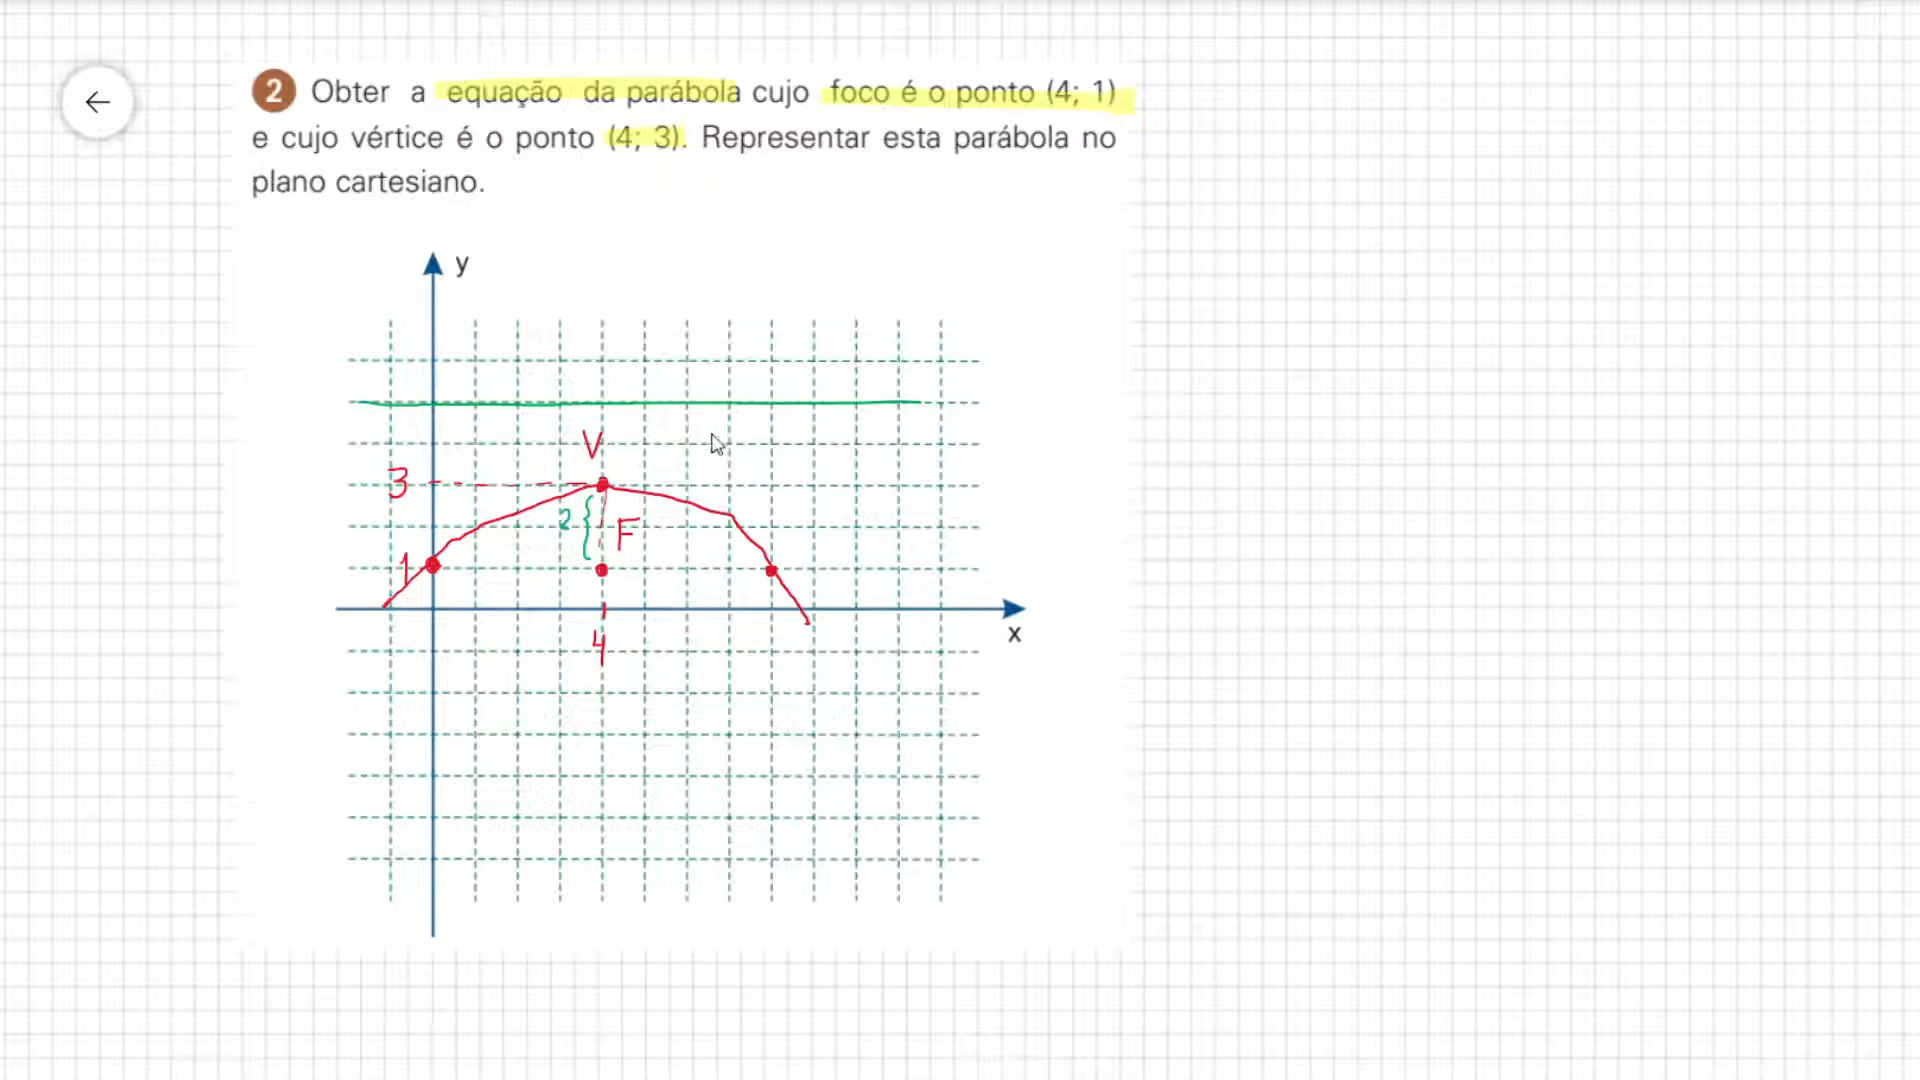 2 Obter a equação da parábola cujo foco é o ponto (4; 1)
e cujo vértice é o ponto (4; 3). Representar esta parábola no
plano cartesiano.
y
V
3
2
F
1
x
4